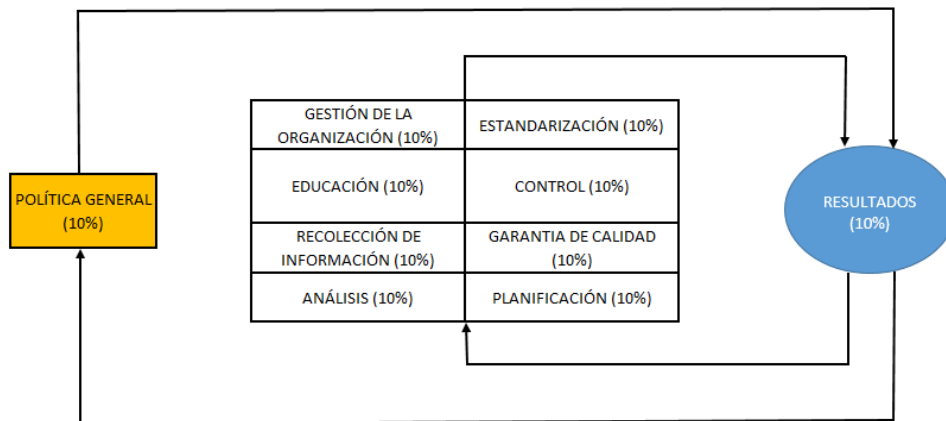 GESTIÓN DE LA
ORGANIZACIÓN (10%)
ESTANDARIZACIÓN (10%)
EDUCACIÓN (10%)
CONTROL (10%)
POLÍTICA GENERAL
(10%)
RESULTADOS
(10%)
RECOLECCIÓN DE
INFORMACIÓN (10%)
GARANTIA DE CALIDAD
(10%)
ANÁLISIS (10%)
PLANIFICACIÓN (10%)